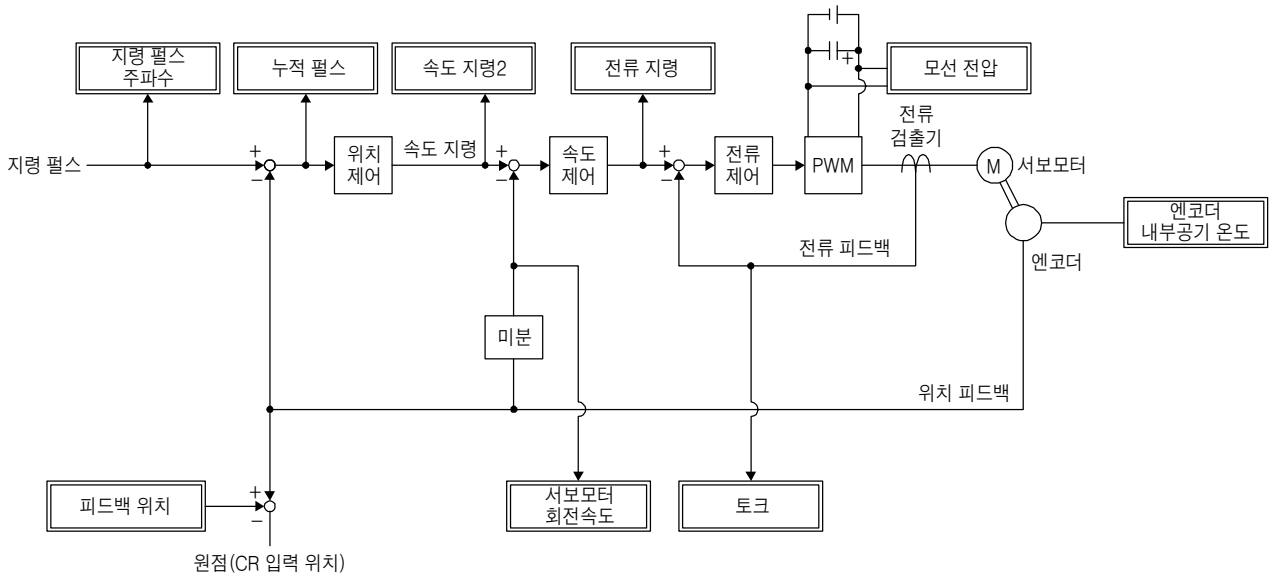 지령 펄스
주파수
누적 펄스
속도 지령2
전류 지령
모선 전압
전류
검출기
지령 펄스
+
−
위치
제어
속도 지령
+
−
속도
제어
+
−
전류
제어
PWM
+
M
서보모터
엔코더
내부공기 온도
엔코더
전류 피드백
미분
위치 피드백
피드백 위치
+
−
서보모터
회전속도
토크
원점(CR 입력 위치)